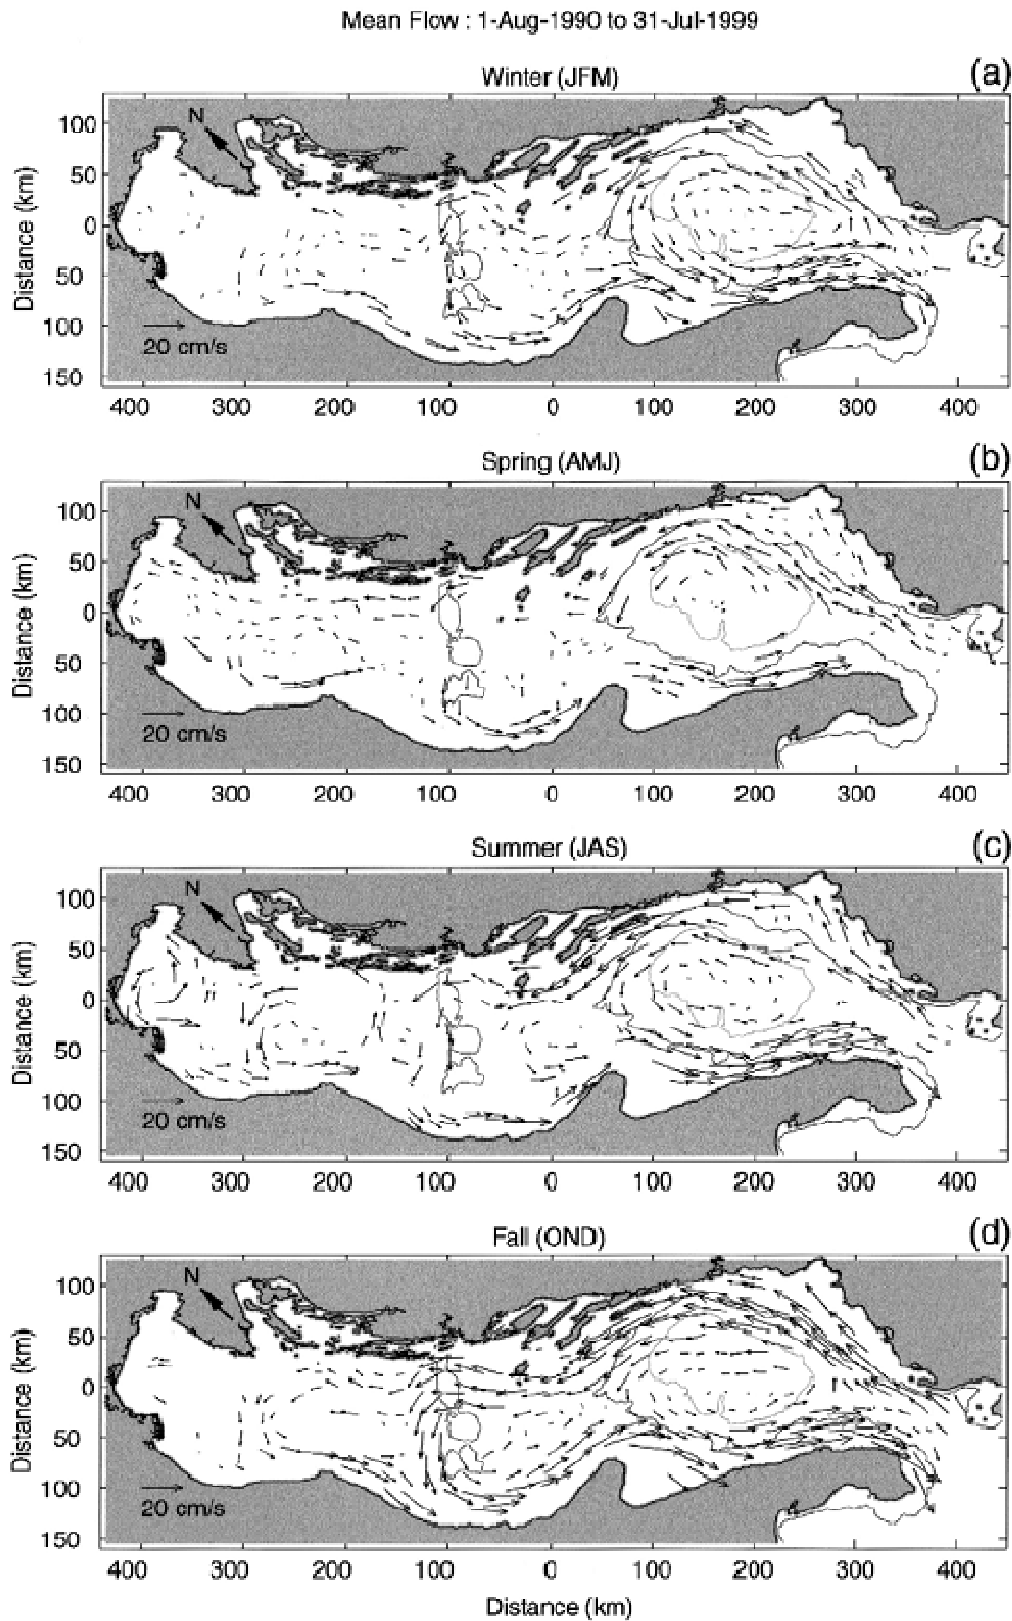 Mean Flow : 1-Aug-1990 to 31-Jul-1999
Winter (JFM)
(a)
N
100
50
0
50
100
150
Distance (km)
20 cm/s
400 300 200 100 0 100 200 300 400
Spring (AMJ)
(b)
N
100
50
0
50
100
150
Distance (km)
20 cm/s
400 300 200 100 0 100 200 300 400
Summer (JAS)
(c)
N
100
50
0
50
100
150
Distance (km)
20 cm/s
400 300 200 100 0 100 200 300 400
Fall (OND)
(d)
N
100
50
0
50
100
150
Distance (km)
20 cm/s
400 300 200 100 0 100 200 300 400
Distance (km)